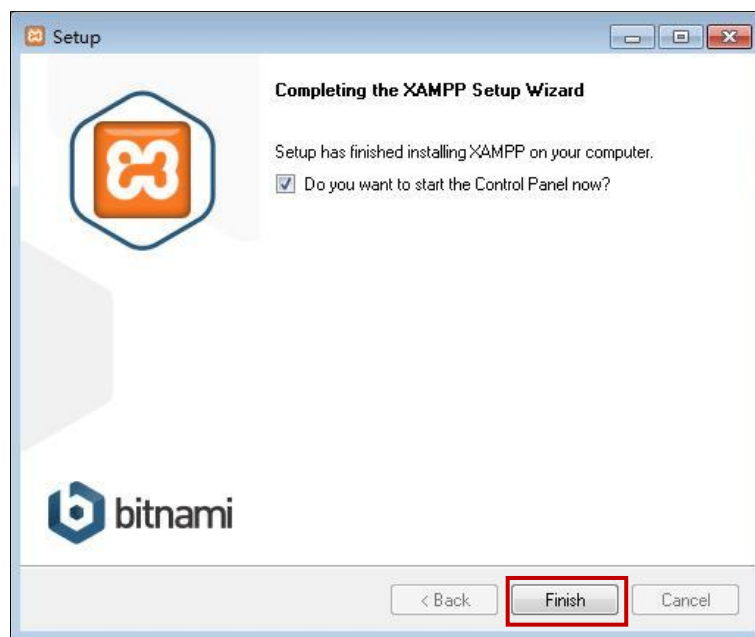 Setup
Completing the XAMPP Setup Wizard
Setup has finished installing XAMPP on your computer.
Do you want to start the Control Panel now?
bitnami
< Back
Finish
Cancel